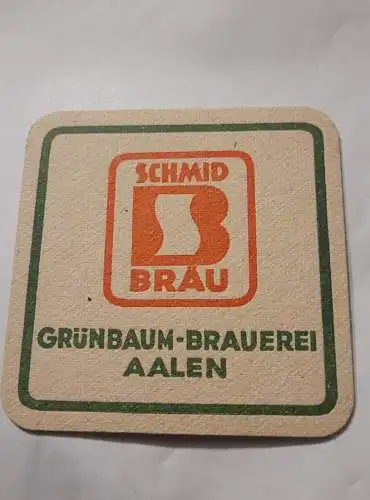 SCHMID
B
BRÄU
GRÜNBAUM-BRAUEREI
AALEN